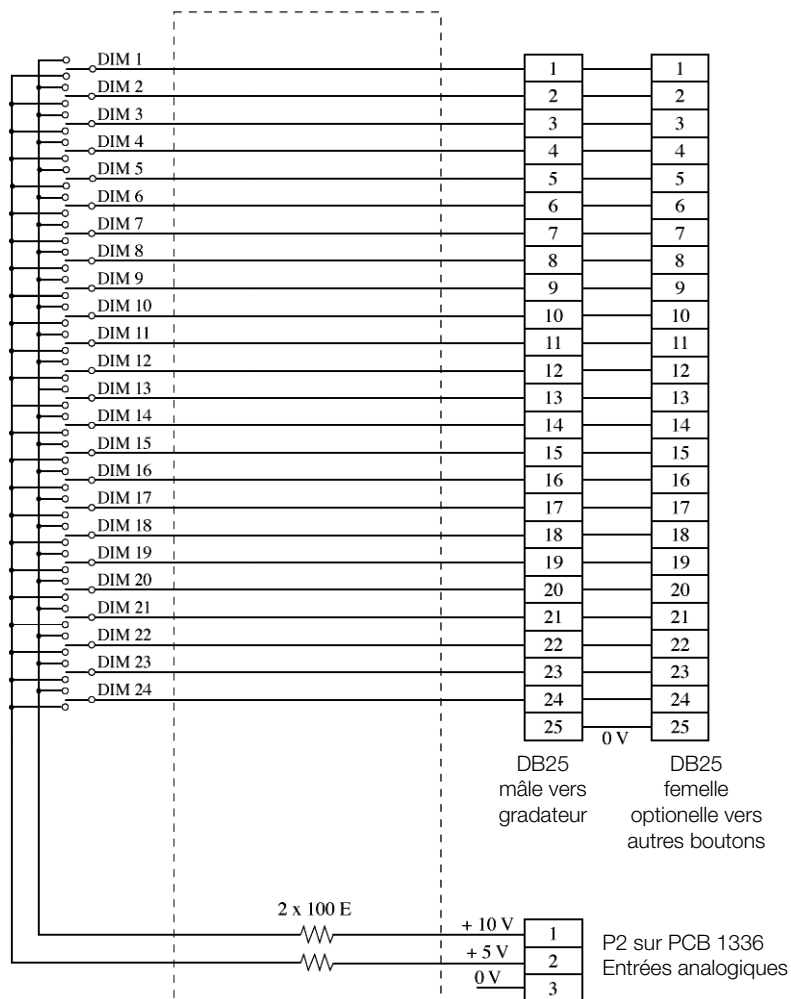 DIM 1 1 1
DIM 2 2 2
DIM 3 3 3
DIM 4 4 4
DIM 5 5 5
DIM 6 6 6
DIM 7 7 7
DIM 8 8 8
DIM 9 9 9
DIM 10 10 10
DIM 11 11 11
DIM 12 12 12
DIM 13 13 13
DIM 14 14 14
DIM 15 15 15
DIM 16 16 16
DIM 17 17 17
DIM 18 18 18
DIM 19 19 19
DIM 20 20 20
DIM 21 21 21
DIM 22 22 22
DIM 23 23 23
DIM 24 24 24
25 0 V 25
DB25
mâle vers
gradateur
DB25
femelle
optionelle vers
autres boutons
2 x 100 E
+ 10 V 1
+ 5 V 2
0 V 3
P2 sur PCB 1336
Entrées analogiques